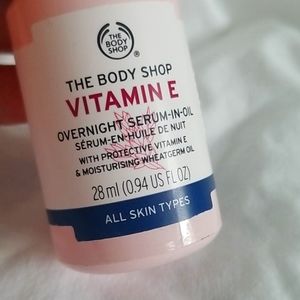 THE
BODY
SHOP
THE BODY SHOP
VITAMIN E
OVERNIGHT SERUM-IN-OIL
SÉRUM-EN-HUILE DE NUIT
WITH PROTECTIVE VITAMIN E
& MOISTURISING WHEATGERM OIL
28 ml (0.94 US FL OZ)
ALL SKIN TYPES